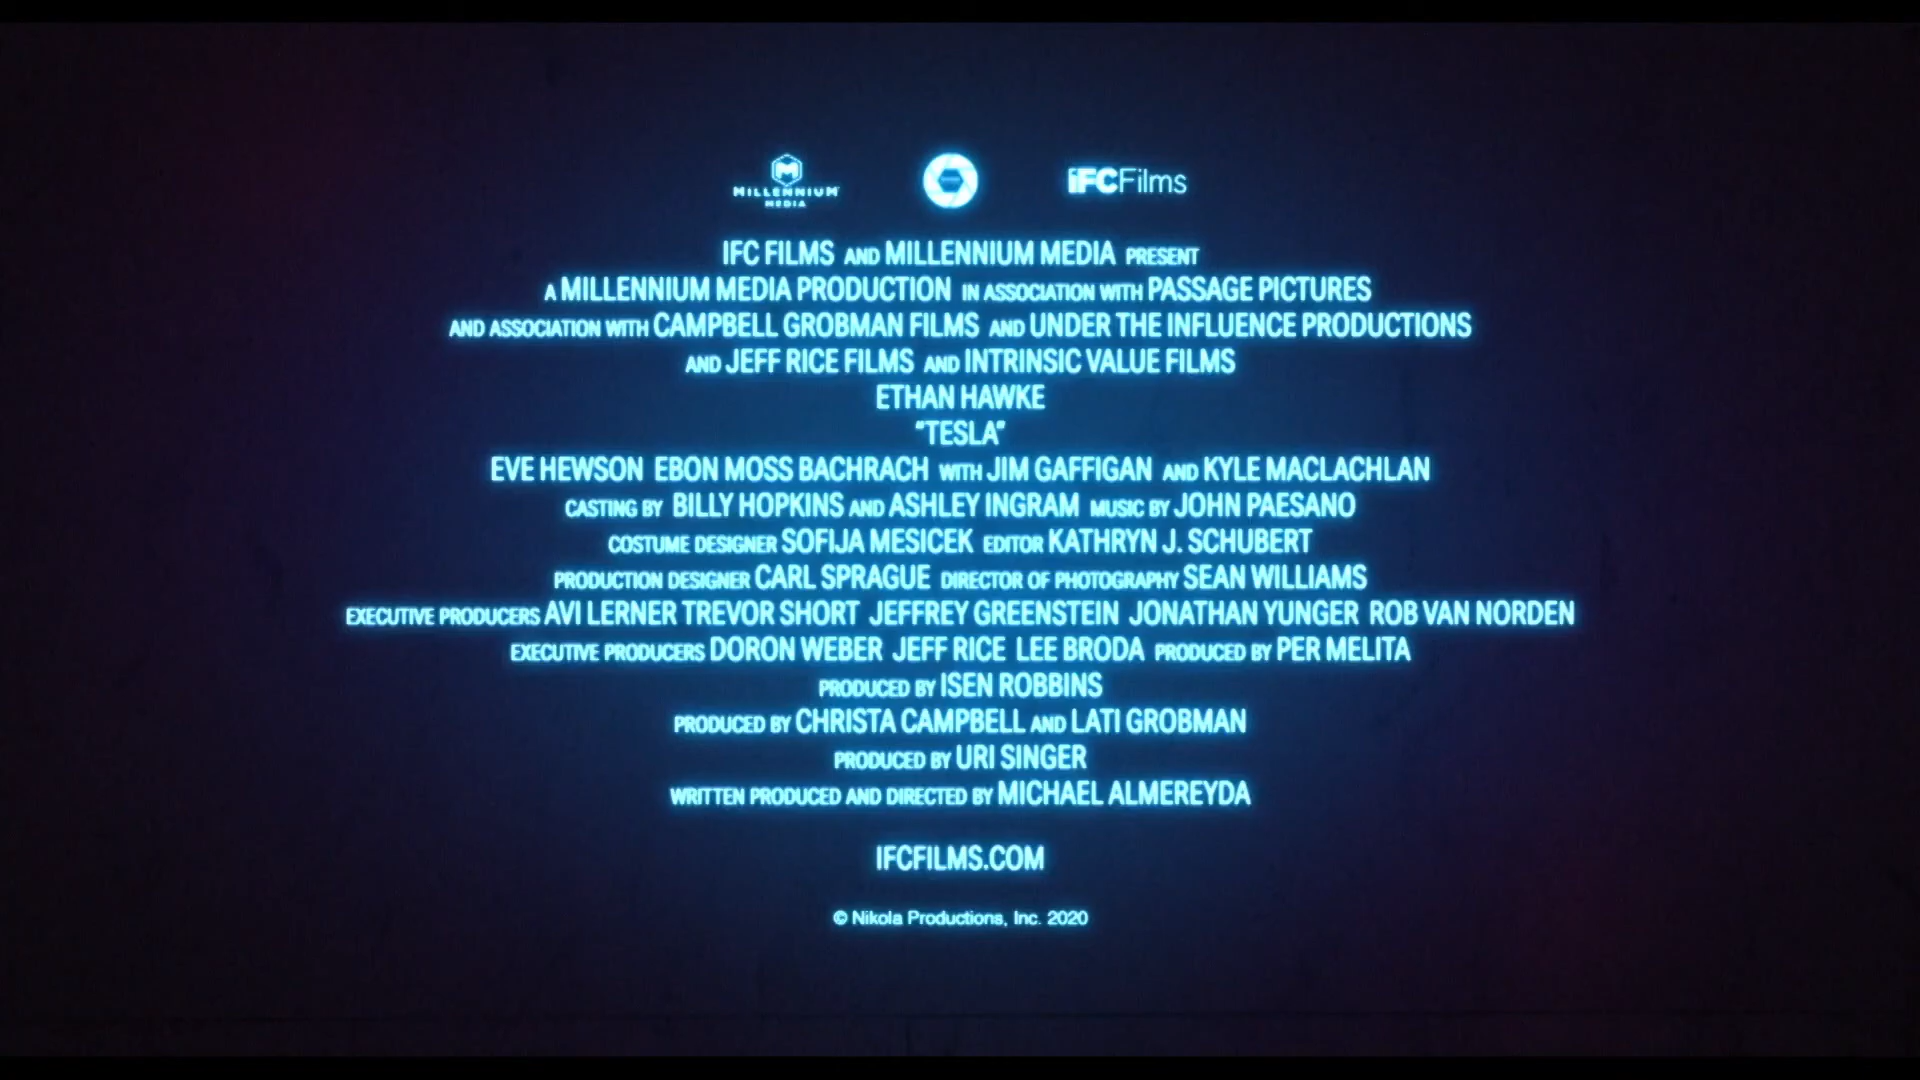 MILLENNIUM
MEDIA
IFCFilms
IFC FILMS AND MILLENNIUM MEDIA PRESENT
A MILLENNIUM MEDIA PRODUCTION IN ASSOCIATION WITH PASSAGE PICTURES
AND ASSOCIATION WITH CAMPBELL GROBMAN FILMS AND UNDER THE INFLUENCE PRODUCTIONS
AND JEFF RICE FILMS AND INTRINSIC VALUE FILMS
ETHAN HAWKE
“TESLA”
EVE HEWSON EBON MOSS BACHRACH WITH JIM GAFFIGAN AND KYLE MACLACHLAN
CASTING BY BILLY HOPKINS AND ASHLEY INGRAM MUSIC BY JOHN PAESANO
COSTUME DESIGNER SOFIJA MESICEK EDITOR KATHRYN J. SCHUBERT
PRODUCTION DESIGNER CARL SPRAGUE DIRECTOR OF PHOTOGRAPHY SEAN WILLIAMS
EXECUTIVE PRODUCERS AVI LERNER TREVOR SHORT JEFFREY GREENSTEIN JONATHAN YUNGER ROB VAN NORDEN
EXECUTIVE PRODUCERS DORON WEBER JEFF RICE LEE BRODA PRODUCED BY PER MELITA
PRODUCED BY ISEN ROBBINS
PRODUCED BY CHRISTA CAMPBELL AND LATI GROBMAN
PRODUCED BY URI SINGER
WRITTEN PRODUCED AND DIRECTED BY MICHAEL ALMEREYDA
IFCFILMS.COM
© Nikola Productions, Inc. 2020